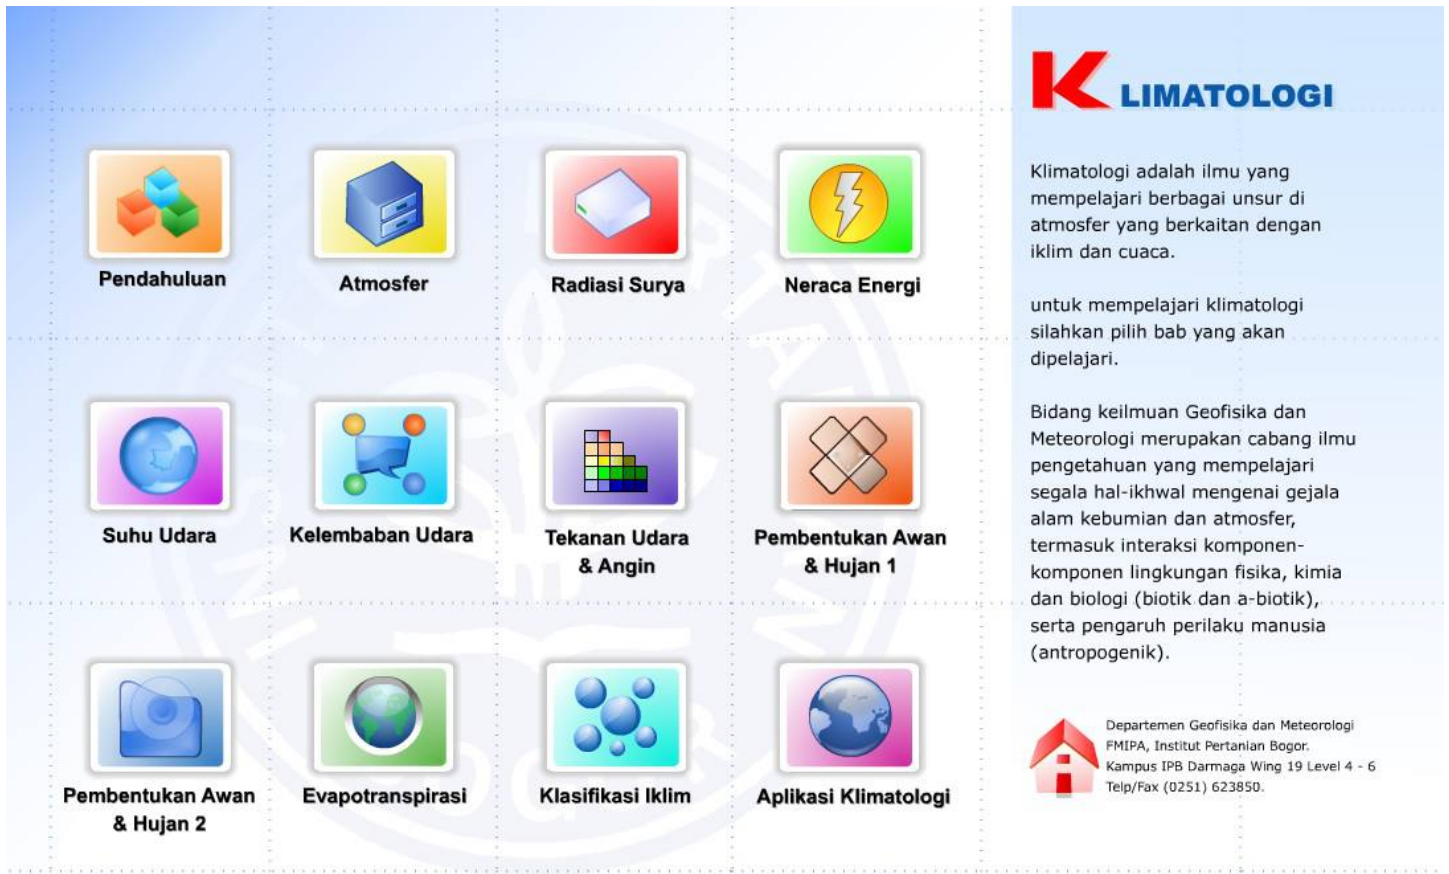 KLIMATOLOGI
Pendahuluan
Atmosfer
Radiasi Surya
Neraca Energi
Suhu Udara
Kelembaban Udara
Tekanan Udara
& Angin
Pembentukan Awan
& Hujan 1
Pembentukan Awan
& Hujan 2
Evapotranspirasi
Klasifikasi Iklim
Aplikasi Klimatologi
Klimatologi adalah ilmu yang
mempelajari berbagai unsur di
atmosfer yang berkaitan dengan
iklim dan cuaca.
untuk mempelajari klimatologi
silahkan pilih bab yang akan
dipelajari.
Bidang keilmuan Geofisika dan
Meteorologi merupakan cabang ilmu
pengetahuan yang mempelajari
segala hal-ikhwal mengenai gejala
alam kebumian dan atmosfer,
termasuk interaksi komponen-
komponen lingkungan fisika, kimia
dan biologi (biotik dan a-biotik),
serta pengaruh perilaku manusia
(antropogenik).
Departemen Geofisika dan Meteorologi
FMIPA, Institut Pertanian Bogor.
Kampus IPB Darmaga Wing 19 Level 4 - 6
Telp/Fax (0251) 623850.